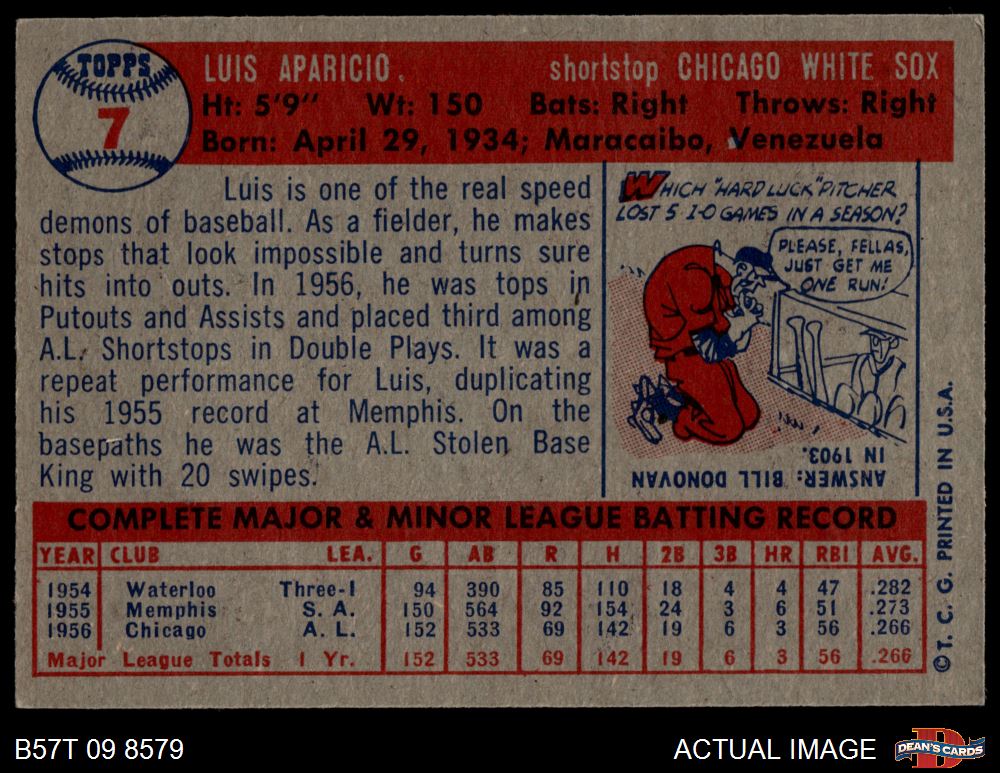 TOPPS
7
LUIS APARICIO.
shortstop CHICAGO WHITE SOX
Ht: 5'9" Wt: 150 Bats: Right Throws: Right
Born: April 29, 1934; Maracaibo, Venezuela
Luis is one of the real speed
demons of baseball. As a fielder, he makes
stops that look impossible and turns sure
hits into outs. In 1956, he was tops in
Putouts and Assists and placed third among
A.L. Shortstops in Double Plays. It was a
repeat performance for Luis, duplicating
his 1955 record at Memphis. On the
basepaths he was the A.L. Stolen Base
King with 20 swipes.
WHICH "HARD LUCK" PITCHER
LOST 5 1-0 GAMES IN A SEASON?
PLEASE, FELLAS,
JUST GET ME
ONE RUN!
ANSWER: BILL DONOVAN
IN 1903.
COMPLETE MAJOR & MINOR LEAGUE BATTING RECORD
YEAR CLUB LEA. G AB R H 2B 3B HR RBI AVG.
1954 Waterloo Three-I 94 390 85 110 18 4 4 47 .282
1955 Memphis S. A. 150 564 92 154 24 3 6 51 .273
1956 Chicago A. L. 152 533 69 142 19 6 3 56 .266
Major League Totals 1 Yr. 152 533 69 142 19 6 3 56 .266
© T. C. G. PRINTED IN U.S.A.
B57T 09 8579
ACTUAL IMAGE
D
DEAN'S CARDS